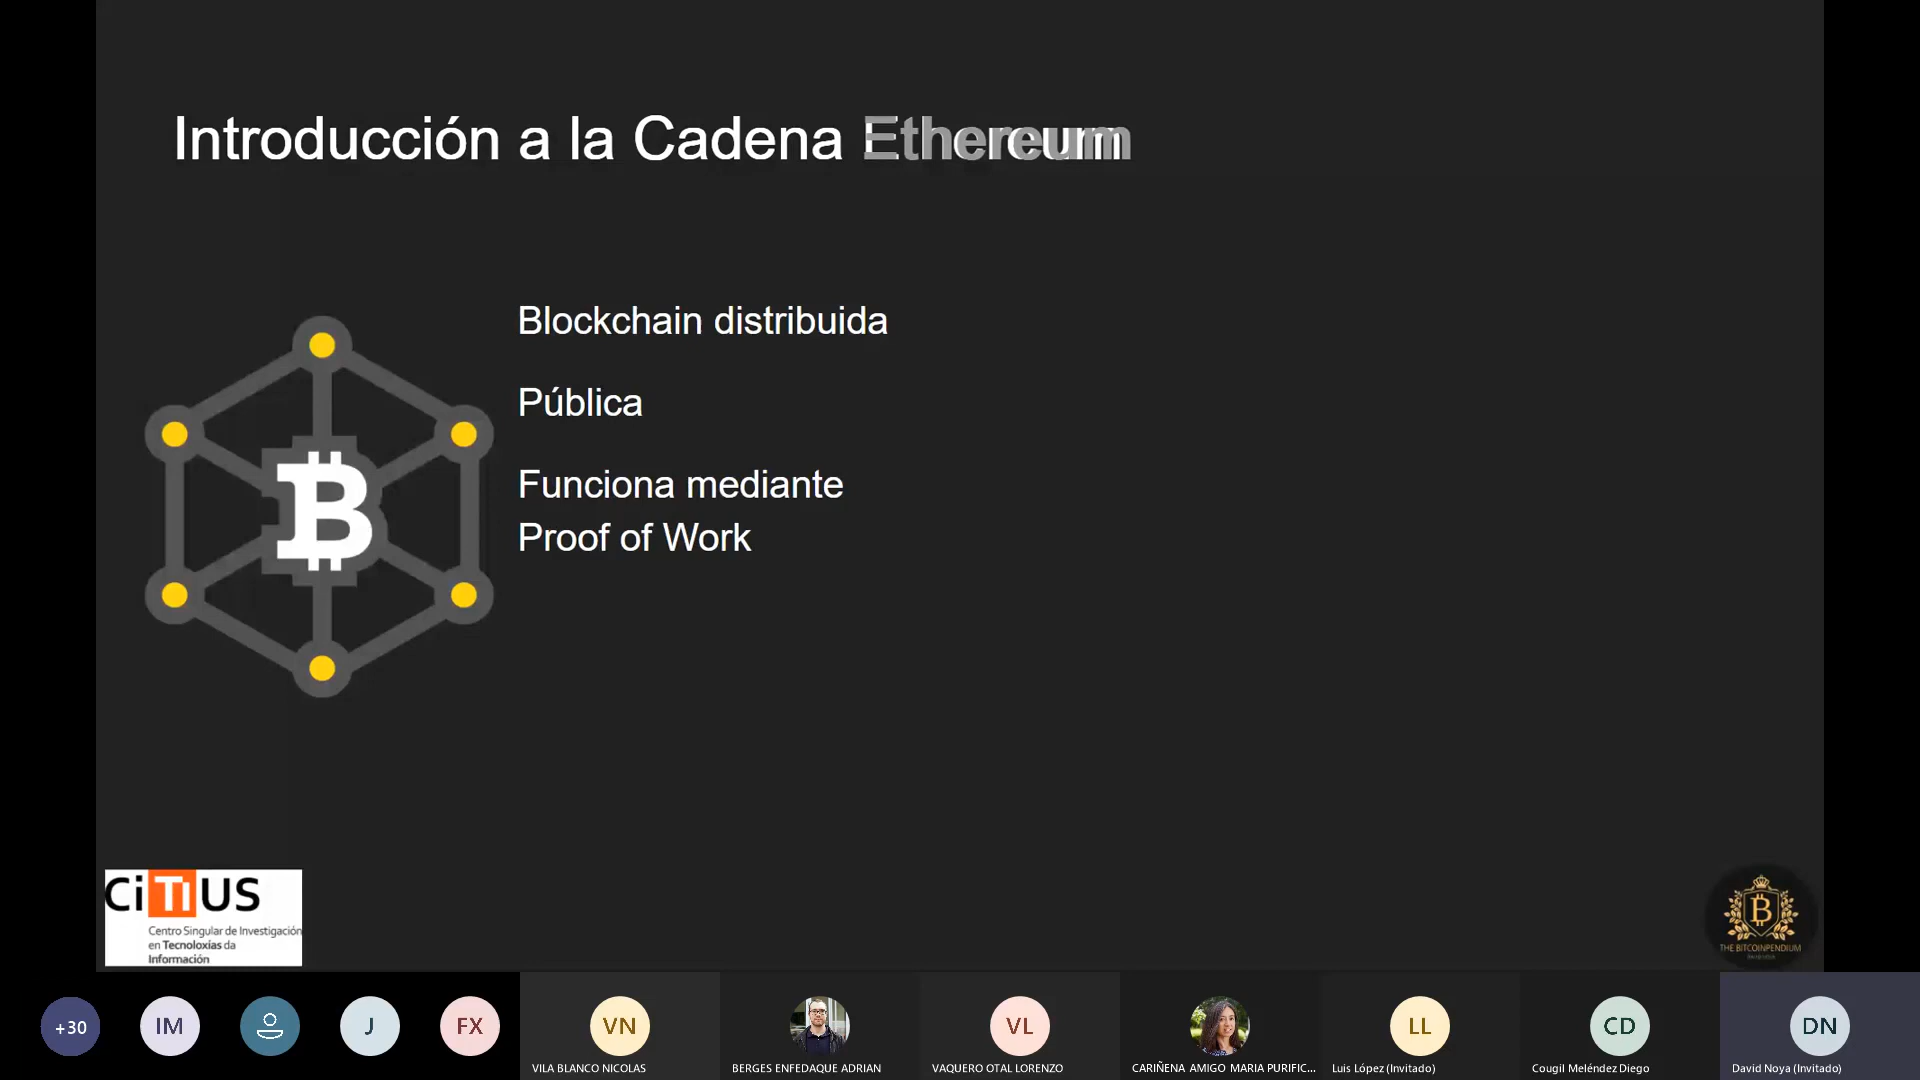 Introducción a la Cadena Ethereum
Blockchain distribuida
Pública
Funciona mediante
Proof of Work
CiTIUS
Centro Singular de Investigación
en Tecnoloxías da
Información
THE BITCOINPENDIUM
+30
IM
J
FX
VN
VL
LL
CD
DN
VILA BLANCO NICOLAS
BERGES ENFEDAQUE ADRIAN
VAQUERO OTAL LORENZO
CARIÑENA AMIGO MARIA PURIFIC...
Luis López (Invitado)
Cougil Meléndez Diego
David Noya (Invitado)